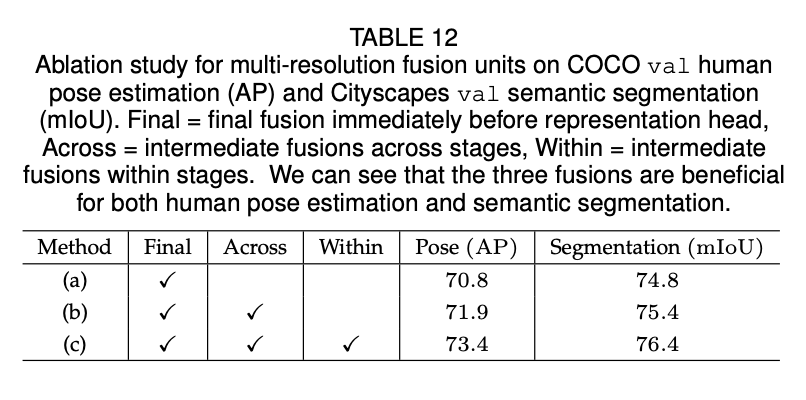 TABLE 12
Ablation study for multi-resolution fusion units on COCO val human
pose estimation (AP) and Cityscapes val semantic segmentation
(mIoU). Final = final fusion immediately before representation head,
Across = intermediate fusions across stages, Within = intermediate
fusions within stages. We can see that the three fusions are beneficial
for both human pose estimation and semantic segmentation.
Method Final Across Within Pose (AP) Segmentation (mIoU)
(a) ✓ 70.8 74.8
(b) ✓ ✓ 71.9 75.4
(c) ✓ ✓ ✓ 73.4 76.4